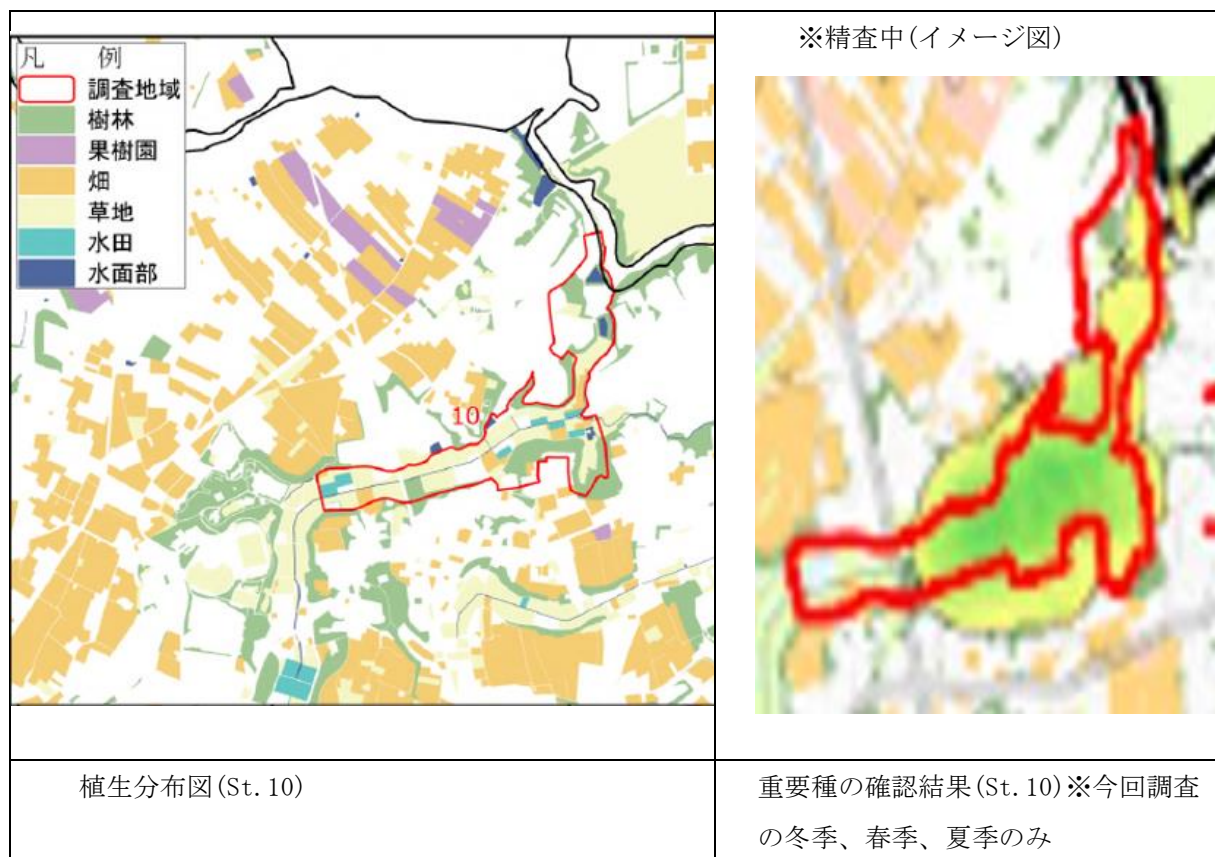 凡 例
調査地域
樹林
果樹園
畑
草地
水田
水面部
10
※精査中(イメージ図)
植生分布図(St.10)
重要種の確認結果(St.10)※今回調査
の冬季、春季、夏季のみ